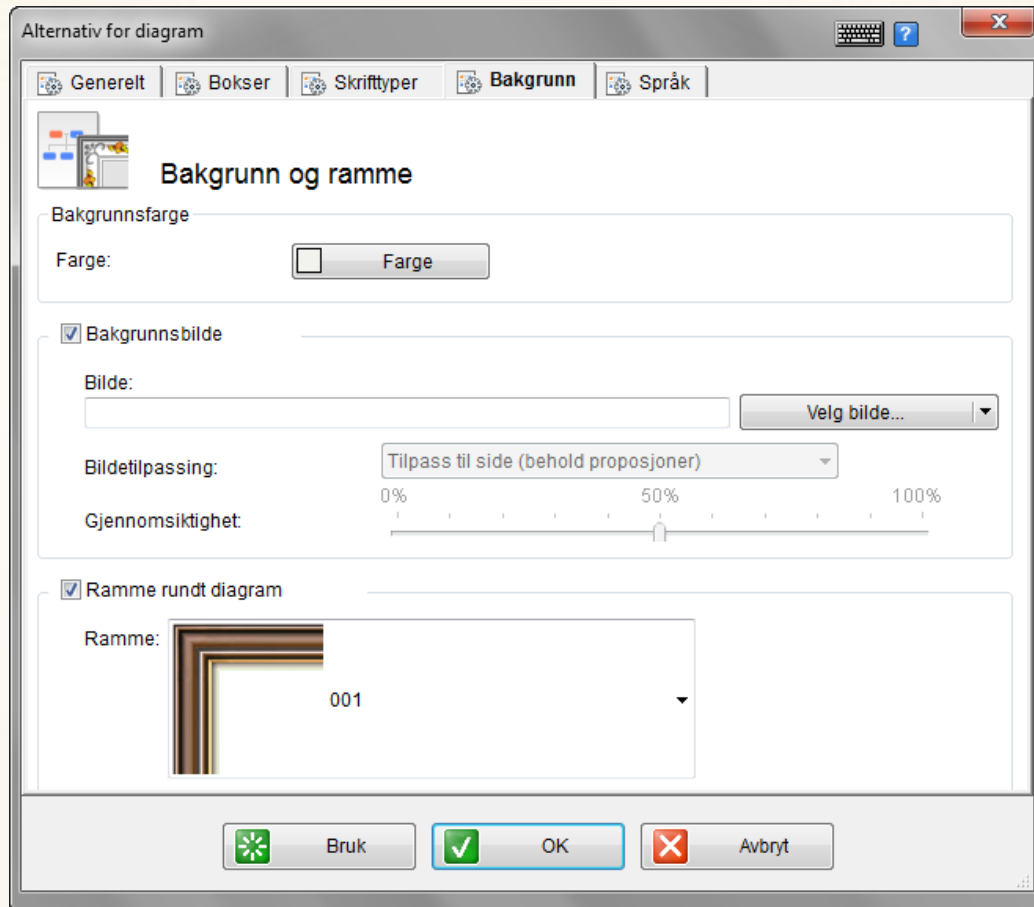 Alternativ for diagram
Generelt Bokser Skrifttyper Bakgrunn Språk
Bakgrunn og ramme
Bakgrunnsfarge
Farge: Farge
Bakgrunnsbilde
Bilde:
Velg bilde...
Bildetilpassing: Tilpass til side (behold proposjoner)
0% 50% 100%
Gjennomsiktighet:
Ramme rundt diagram
Ramme: 001
Bruk OK Avbryt